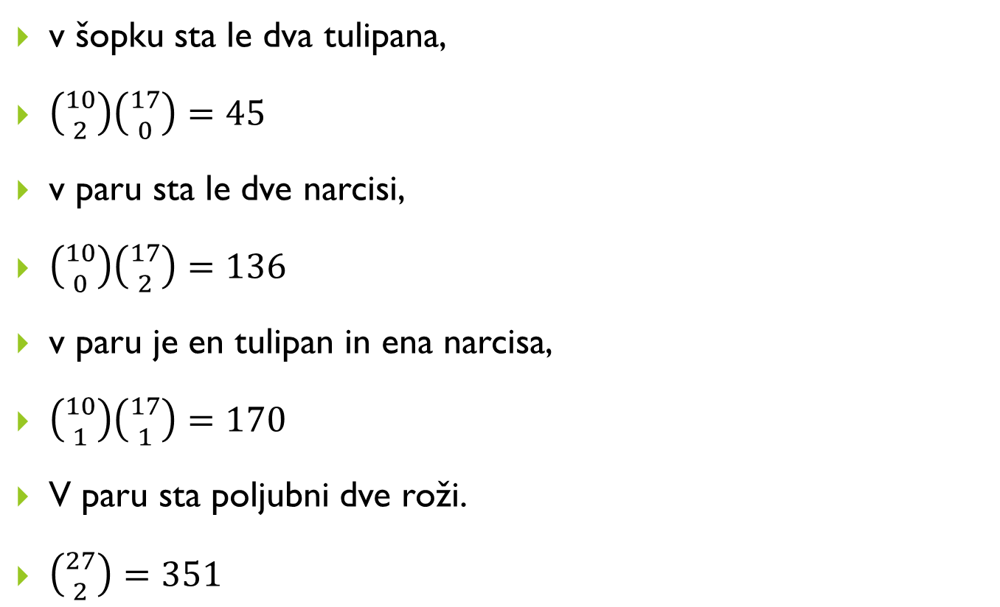 v šopku sta le dva tulipana,
$\binom{10}{2}\binom{17}{0} = 45$
v paru sta le dve narcisi,
$\binom{10}{0}\binom{17}{2} = 136$
v paru je en tulipan in ena narcisa,
$\binom{10}{1}\binom{17}{1} = 170$
V paru sta poljubni dve roži.
$\binom{27}{2} = 351$